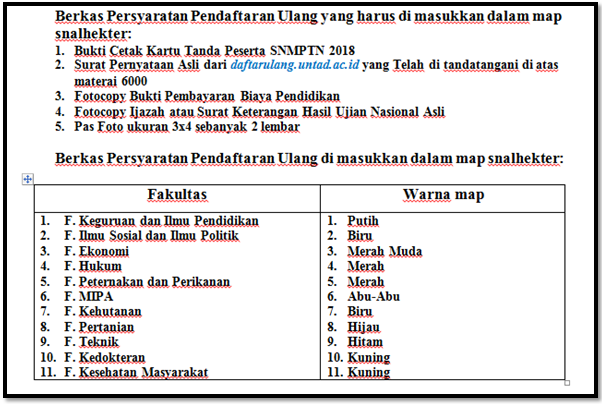 Berkas Persyaratan Pendaftaran Ulang yang harus di masukkan dalam map
snalhekter:
1. Bukti Cetak Kartu Tanda Peserta SNMPTN 2018
2. Surat Pernyataan Asli dari daftarulang.untad.ac.id yang Telah di tandatangani di atas
materai 6000
3. Fotocopy Bukti Pembayaran Biaya Pendidikan
4. Fotocopy Ijazah atau Surat Keterangan Hasil Ujian Nasional Asli
5. Pas Foto ukuran 3x4 sebanyak 2 lembar
Berkas Persyaratan Pendaftaran Ulang di masukkan dalam map snalhekter:
Fakultas Warna map
1. F. Keguruan dan Ilmu Pendidikan 1. Putih
2. F. Ilmu Sosial dan Ilmu Politik 2. Biru
3. F. Ekonomi 3. Merah Muda
4. F. Hukum 4. Merah
5. F. Peternakan dan Perikanan 5. Merah
6. F. MIPA 6. Abu-Abu
7. F. Kehutanan 7. Biru
8. F. Pertanian 8. Hijau
9. F. Teknik 9. Hitam
10. F. Kedokteran 10. Kuning
11. F. Kesehatan Masyarakat 11. Kuning